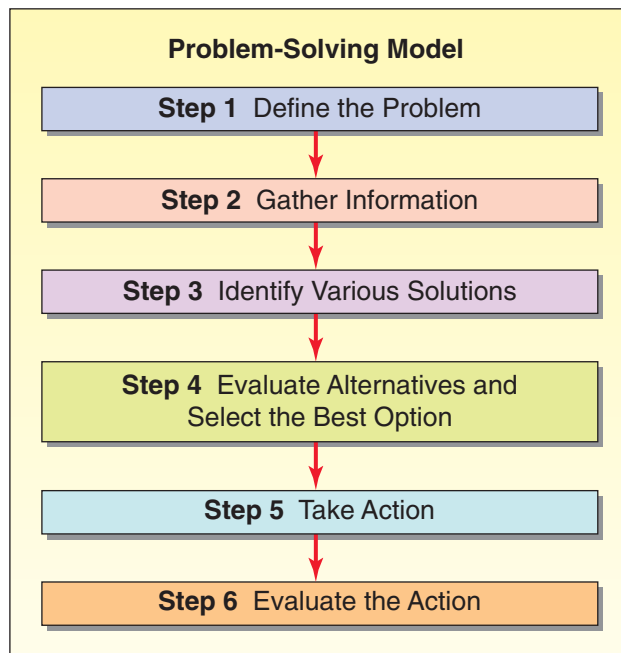 Problem-Solving Model
Step 1 Define the Problem
Step 2 Gather Information
Step 3 Identify Various Solutions
Step 4 Evaluate Alternatives and
Select the Best Option
Step 5 Take Action
Step 6 Evaluate the Action